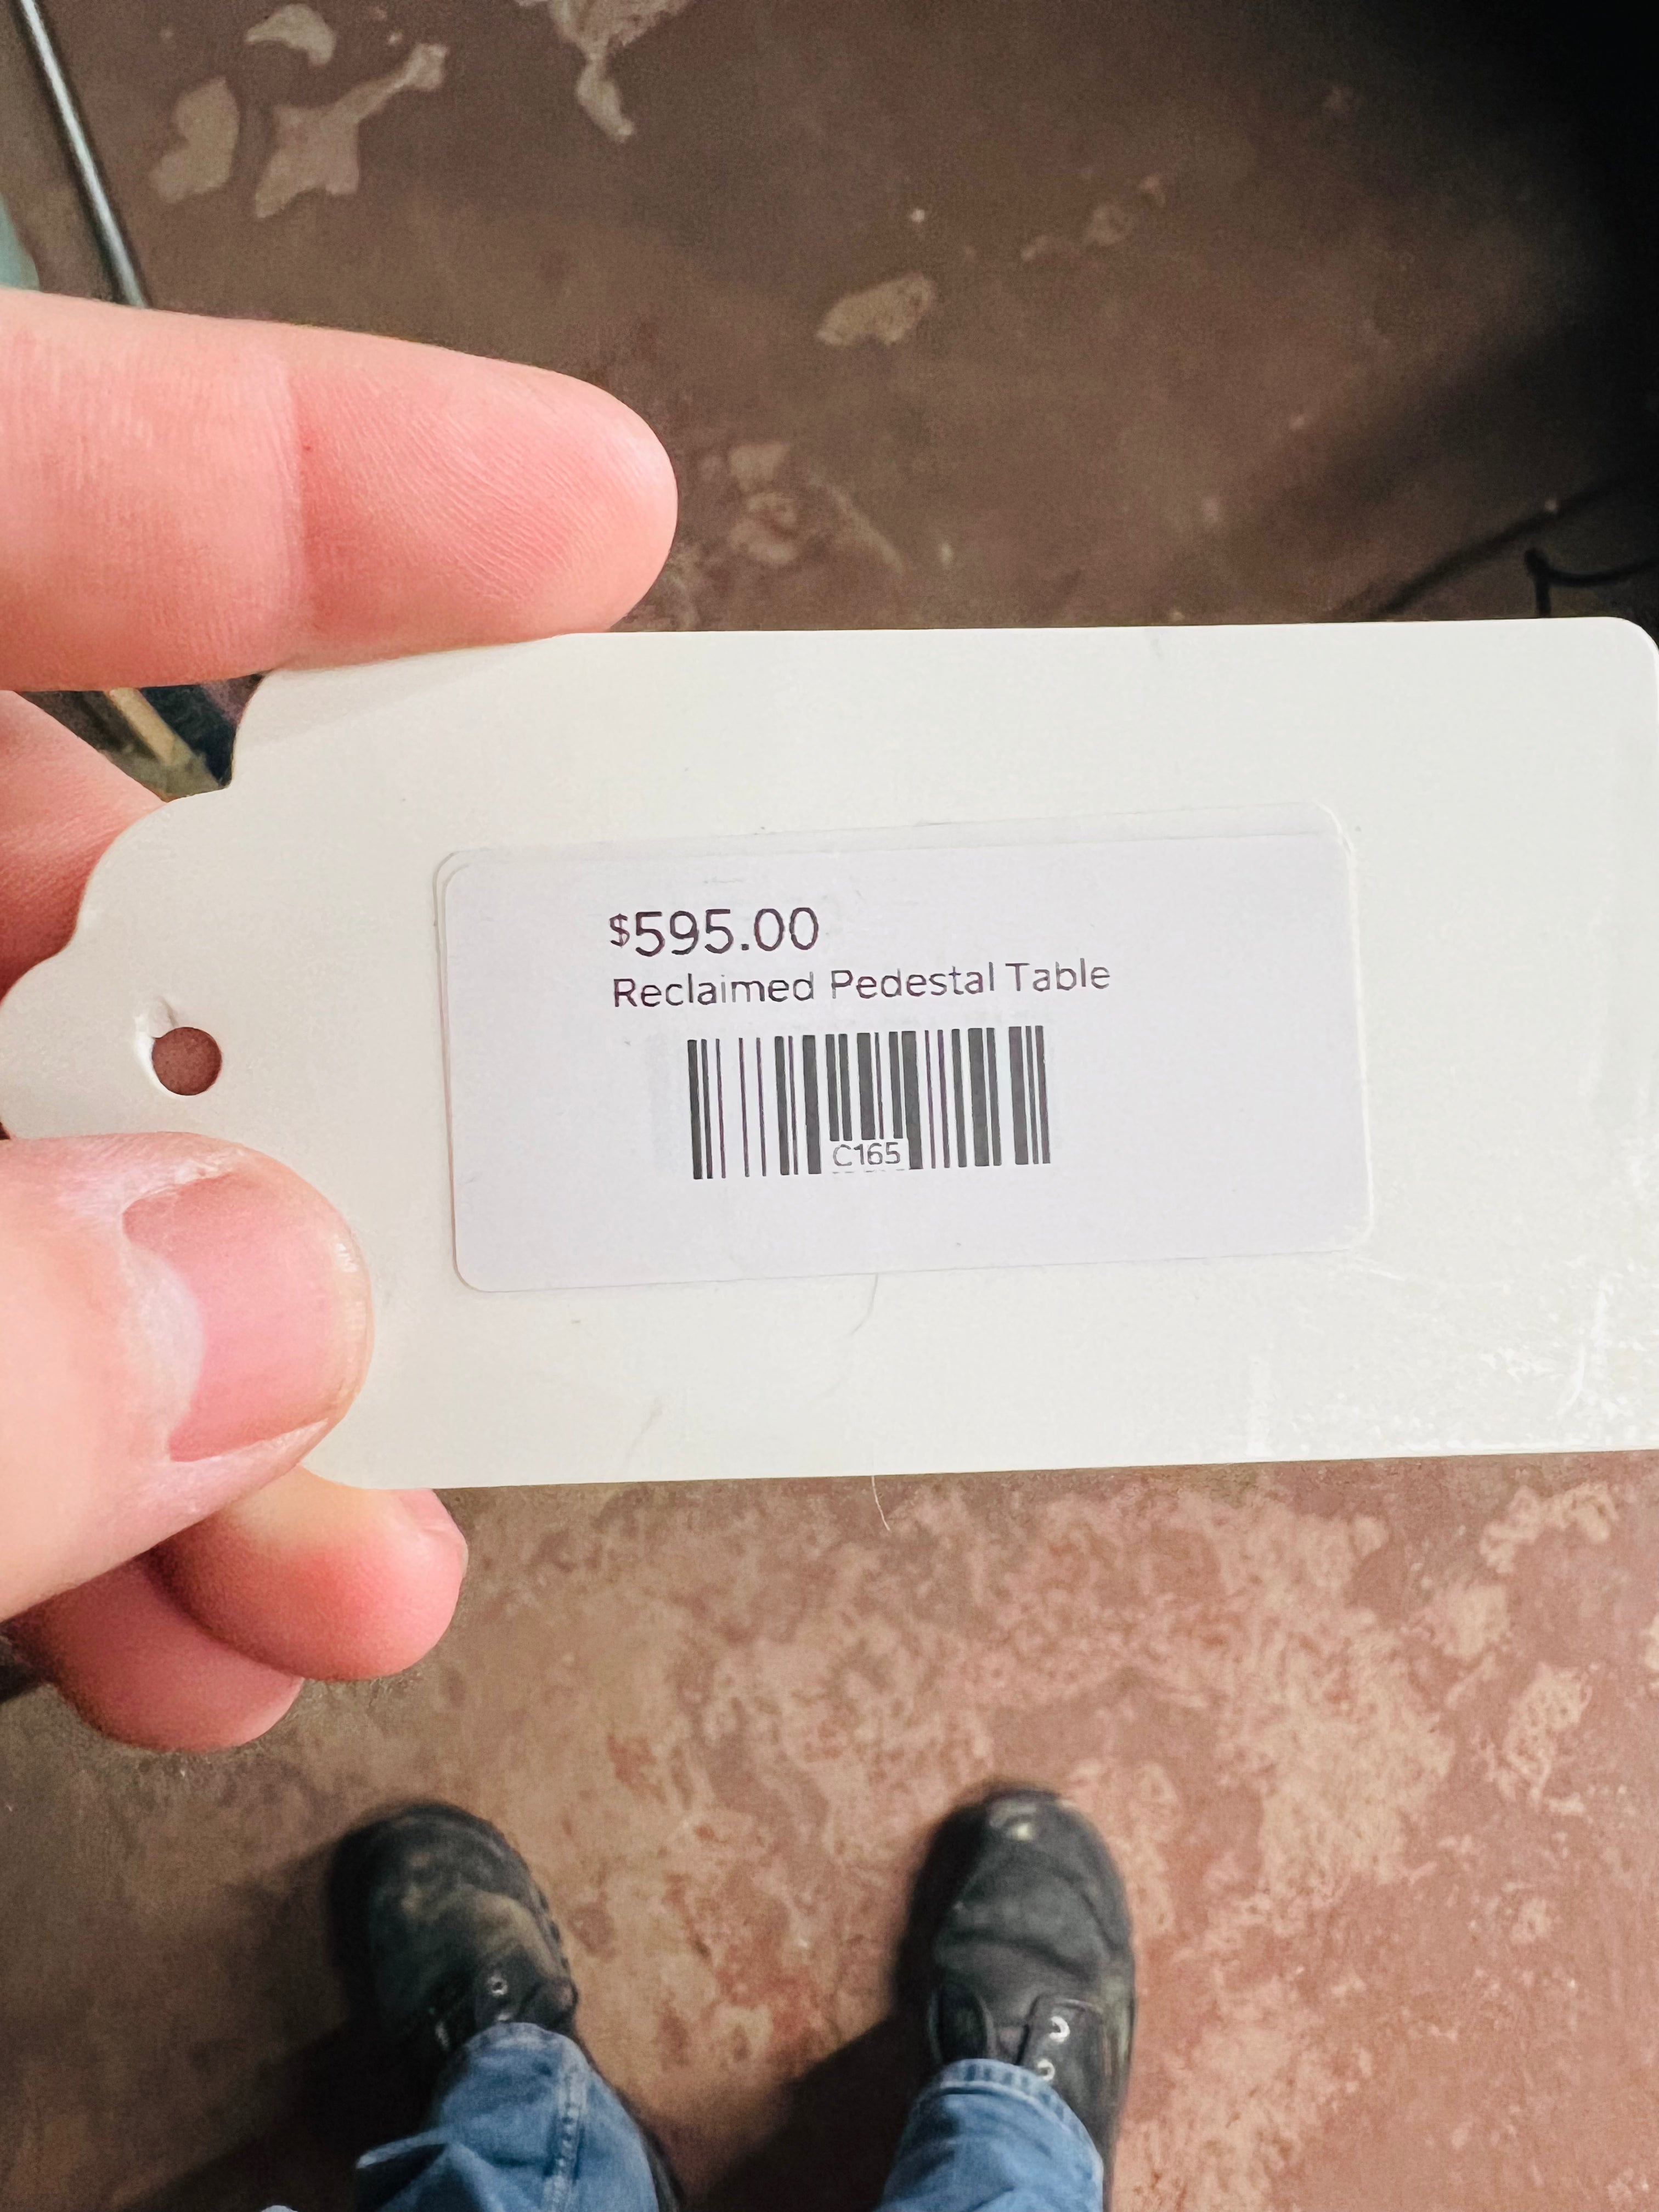 $595.00
Reclaimed Pedestal Table
C165